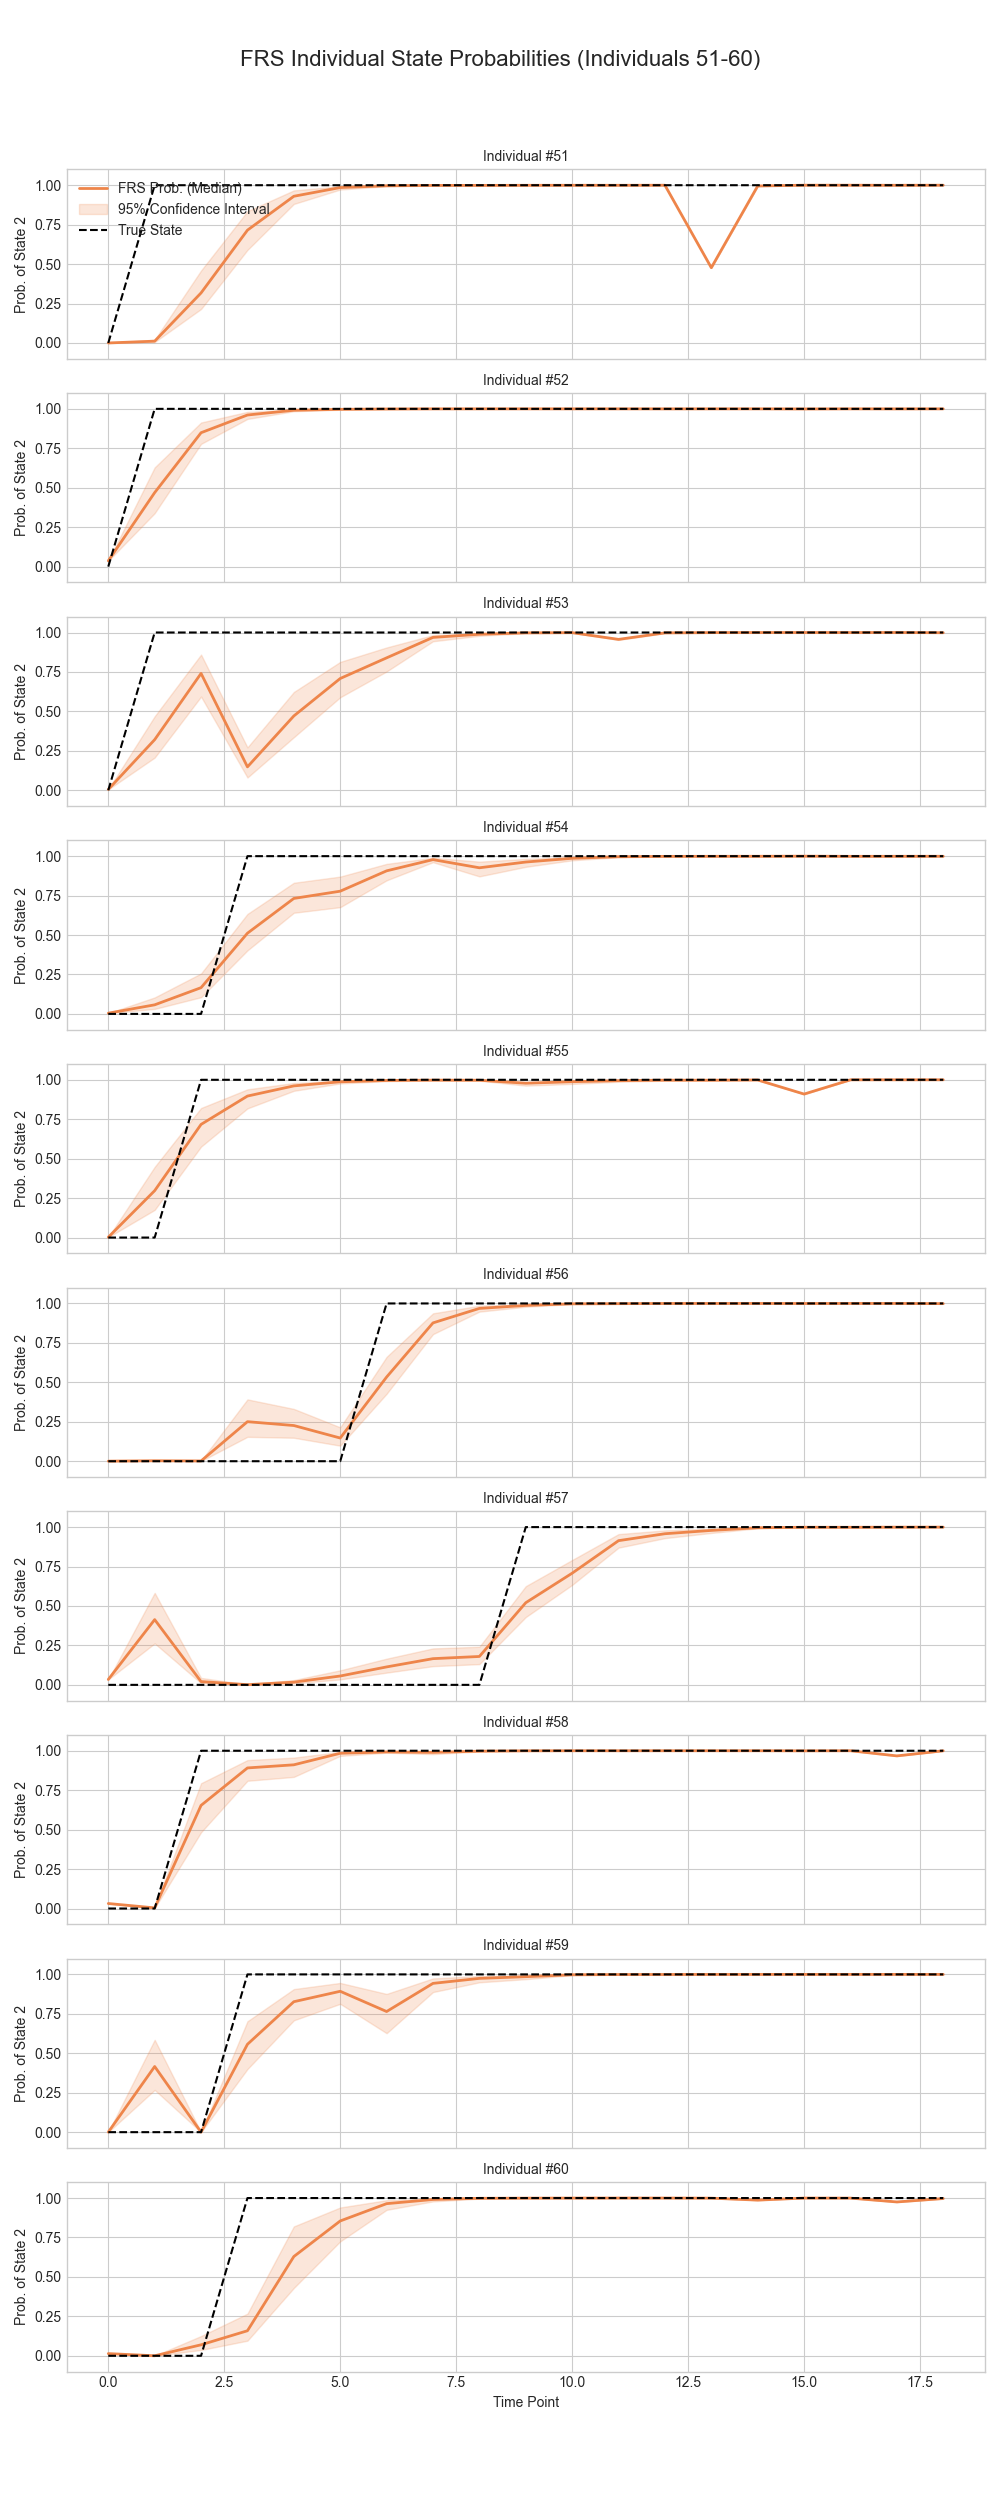 FRS Individual State Probabilities (Individuals 51-60)
Individual #51
FRS Prob. (Median)
95% Confidence Interval
True State
Prob. of State 2
1.00
0.75
0.50
0.25
0.00
Individual #52
Prob. of State 2
1.00
0.75
0.50
0.25
0.00
Individual #53
Prob. of State 2
1.00
0.75
0.50
0.25
0.00
Individual #54
Prob. of State 2
1.00
0.75
0.50
0.25
0.00
Individual #55
Prob. of State 2
1.00
0.75
0.50
0.25
0.00
Individual #56
Prob. of State 2
1.00
0.75
0.50
0.25
0.00
Individual #57
Prob. of State 2
1.00
0.75
0.50
0.25
0.00
Individual #58
Prob. of State 2
1.00
0.75
0.50
0.25
0.00
Individual #59
Prob. of State 2
1.00
0.75
0.50
0.25
0.00
Individual #60
Prob. of State 2
1.00
0.75
0.50
0.25
0.00
0.0 2.5 5.0 7.5 10.0 12.5 15.0 17.5
Time Point